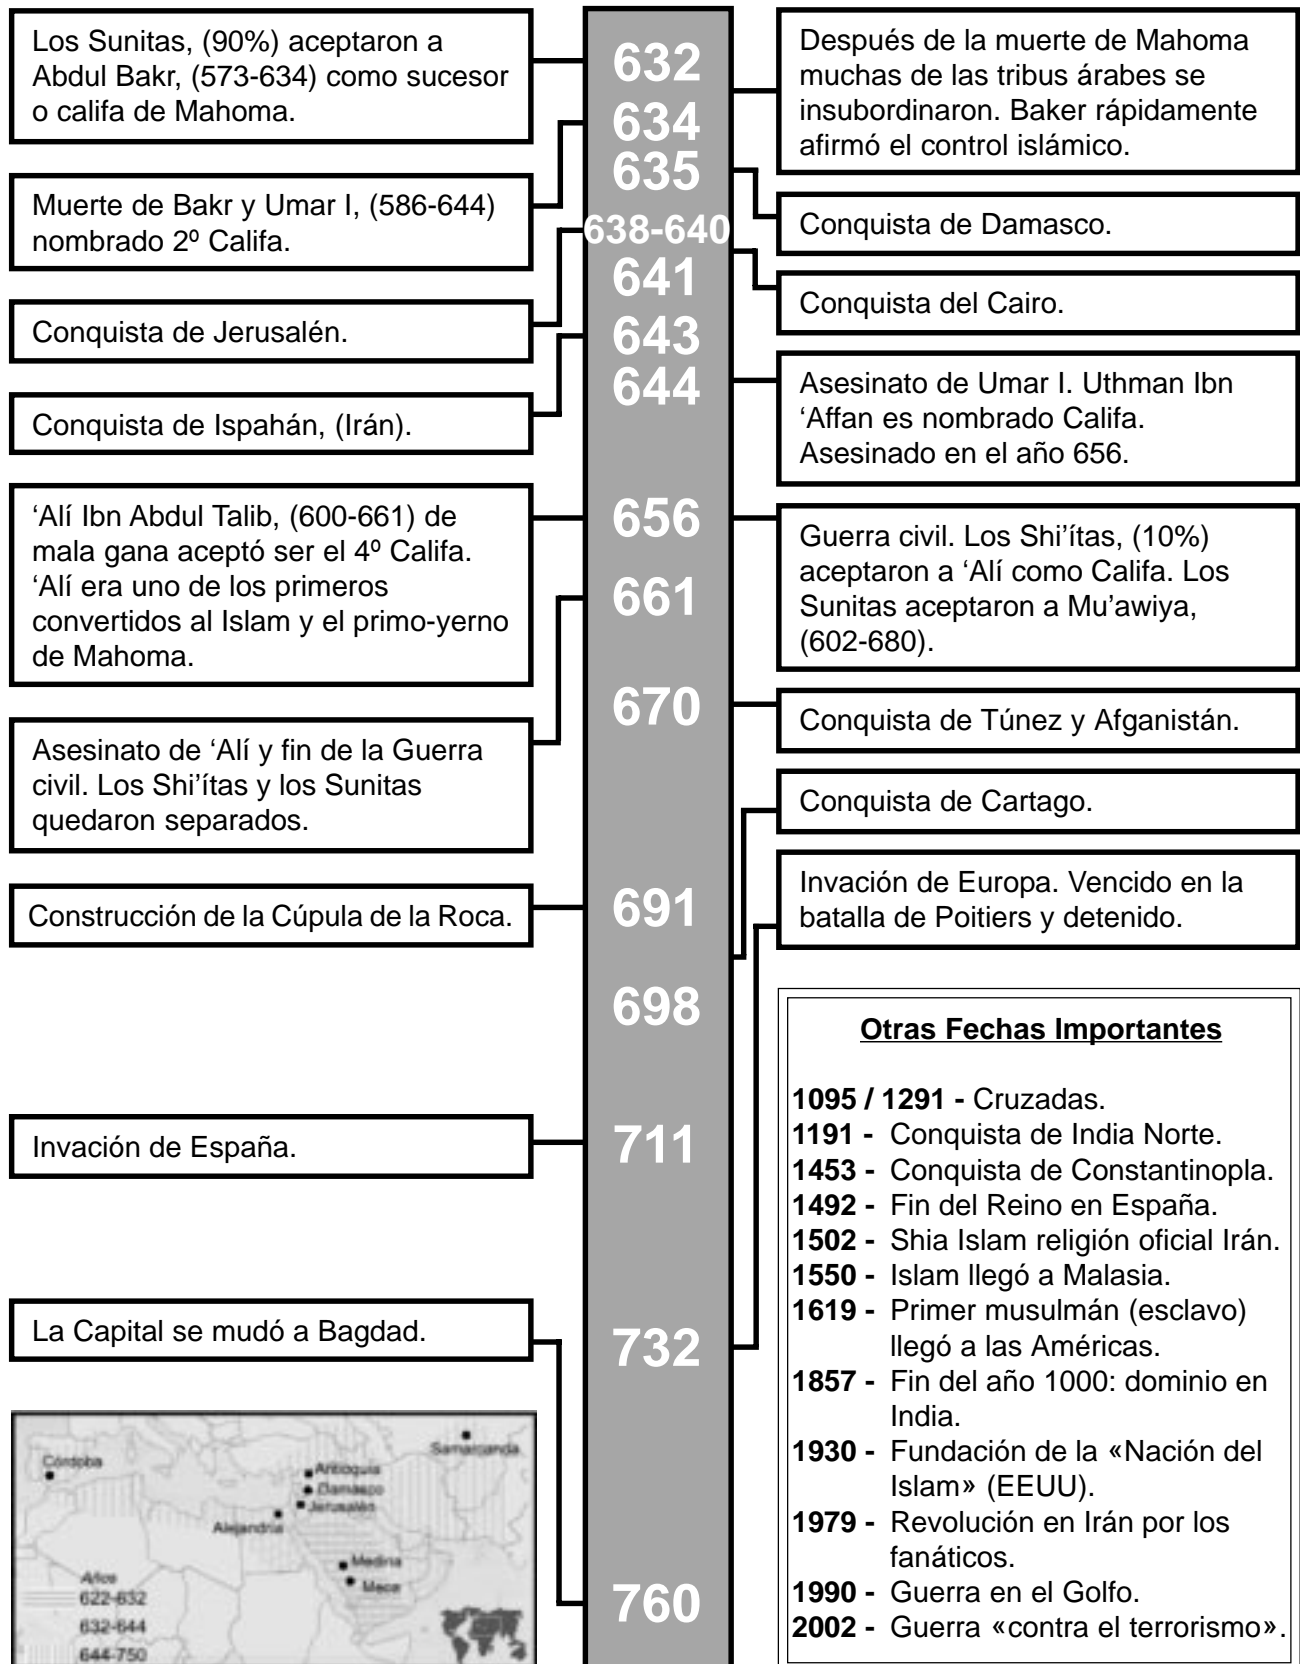 Los Sunitas, (90%) aceptaron a
Abdul Bakr, (573-634) como sucesor
o califa de Mahoma.
Muerte de Bakr y Umar I, (586-644)
nombrado 2º Califa.
Conquista de Jerusalén.
Conquista de Ispahán, (Irán).
‘Alí Ibn Abdul Talib, (600-661) de
mala gana aceptó ser el 4º Califa.
‘Alí era uno de los primeros
convertidos al Islam y el primo-yerno
de Mahoma.
Asesinato de ‘Alí y fin de la Guerra
civil. Los Shi’ítas y los Sunitas
quedaron separados.
Construcción de la Cúpula de la Roca.
Invación de España.
La Capital se mudó a Bagdad.
632
634
635
638-640
641
643
644
656
661
670
691
698
711
732
760
Después de la muerte de Mahoma
muchas de las tribus árabes se
insubordinaron. Baker rápidamente
afirmó el control islámico.
Conquista de Damasco.
Conquista del Cairo.
Asesinato de Umar I. Uthman Ibn
‘Affan es nombrado Califa.
Asesinado en el año 656.
Guerra civil. Los Shi’ítas, (10%)
aceptaron a ‘Alí como Califa. Los
Sunitas aceptaron a Mu’awiya,
(602-680).
Conquista de Túnez y Afganistán.
Conquista de Cartago.
Invación de Europa. Vencido en la
batalla de Poitiers y detenido.
Otras Fechas Importantes
1095 / 1291 - Cruzadas.
1191 - Conquista de India Norte.
1453 - Conquista de Constantinopla.
1492 - Fin del Reino en España.
1502 - Shia Islam religión oficial Irán.
1550 - Islam llegó a Malasia.
1619 - Primer musulmán (esclavo)
llegó a las Américas.
1857 - Fin del año 1000: dominio en
India.
1930 - Fundación de la «Nación del
Islam» (EEUU).
1979 - Revolución en Irán por los
fanáticos.
1990 - Guerra en el Golfo.
2002 - Guerra «contra el terrorismo».
Córdoba
Samarcanda
Antioquia
Damasco
Jerusalén
Alejandría
Medina
Meca
Años
622-632
632-644
644-750